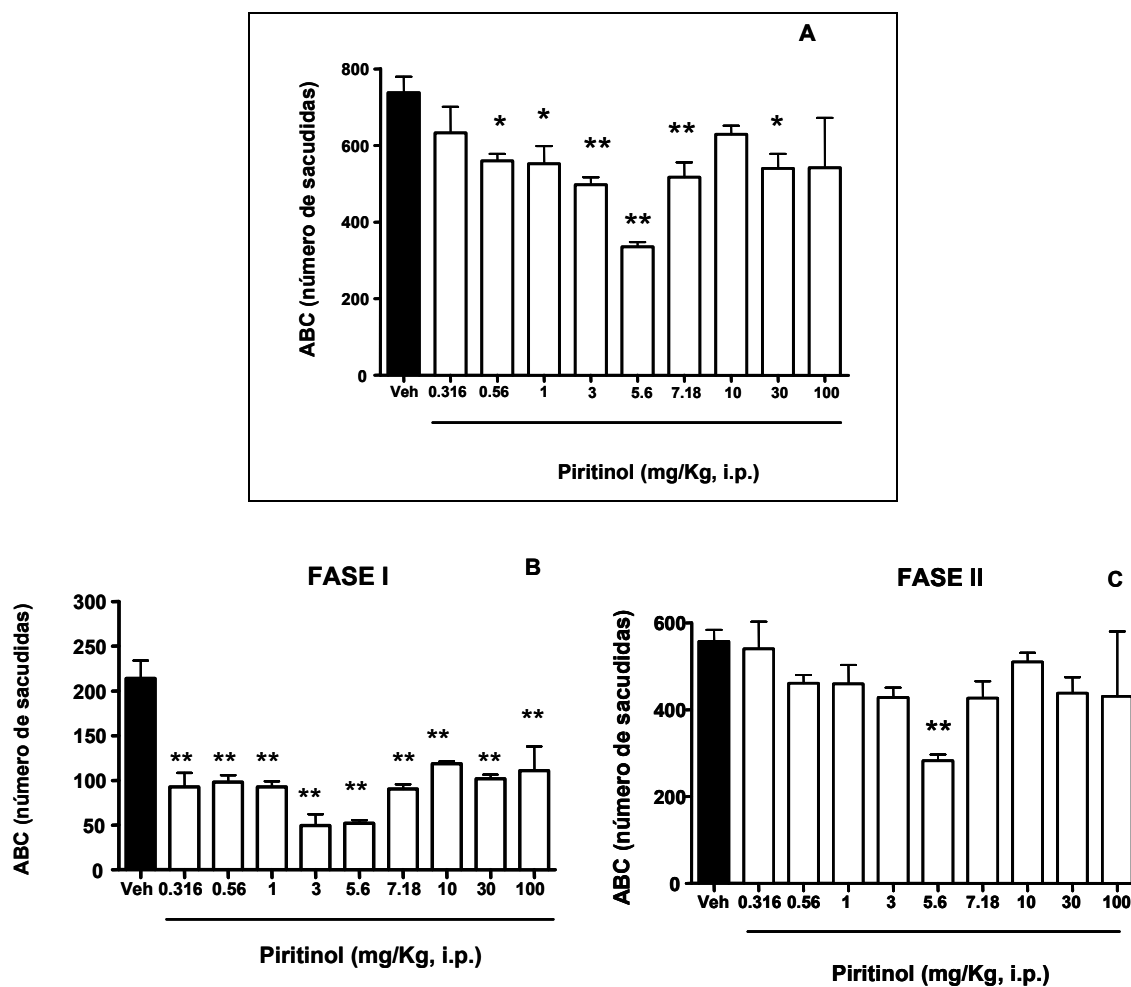 A
ABC (número de sacudidas)
800
600
400
200
0
* * ** ** ** *
Veh 0.316 0.56 1 3 5.6 7.18 10 30 100
Piritinol (mg/Kg, i.p.)
FASE I
B
ABC (número de sacudidas)
300
250
200
150
100
50
0
** ** ** ** ** ** ** ** **
Veh 0.316 0.56 1 3 5.6 7.18 10 30 100
Piritinol (mg/Kg, i.p.)
FASE II
C
ABC (número de sacudidas)
600
400
200
0
**
Veh 0.316 0.56 1 3 5.6 7.18 10 30 100
Piritinol (mg/Kg, i.p.)